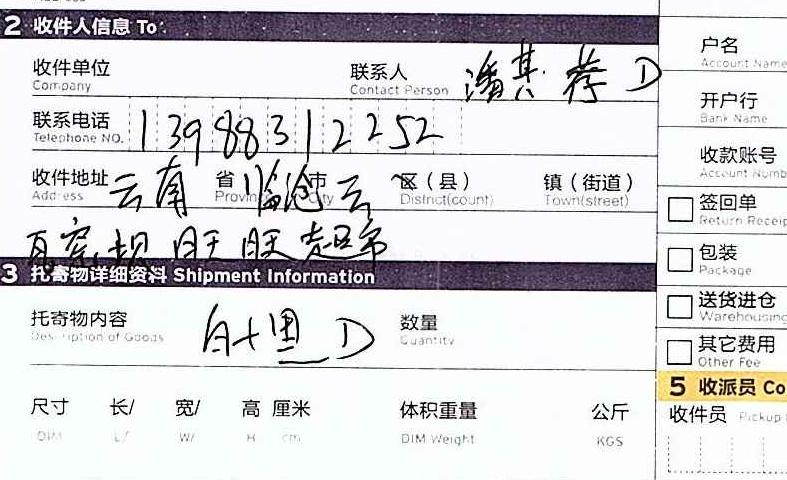 2 收件人信息 To:
收件单位 Company 联系人 Contact Person 潘其荐 D
联系电话 Telephone NO. 13988312252
收件地址 Address 云南 省 Province 临沧 市 City 云 区（县） District(count) 镇（街道） Town(street)
旺旺超市
3 托寄物详细资料 Shipment Information
托寄物内容 Description of Goods 白+黑 D 数量 Quantity
尺寸 DIM 长/ L/ 宽/ W/ 高 H 厘米 cm 体积重量 DIM Weight 公斤 KGS
户名
Account Name
开户行
Bank Name
收款账号
Account Numb
签回单
Return Receip
包装
Package
送货进仓
Warehousing
其它费用
Other Fee
5 收派员 Co
收件员 Pickup